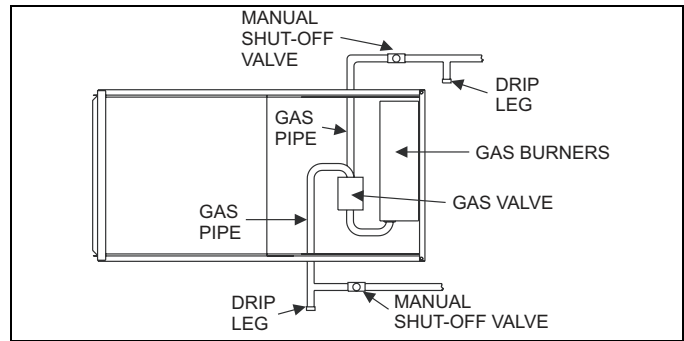 MANUAL
SHUT-OFF
VALVE
DRIP
LEG
GAS
PIPE
GAS BURNERS
GAS VALVE
GAS
PIPE
DRIP
LEG
MANUAL
SHUT-OFF VALVE